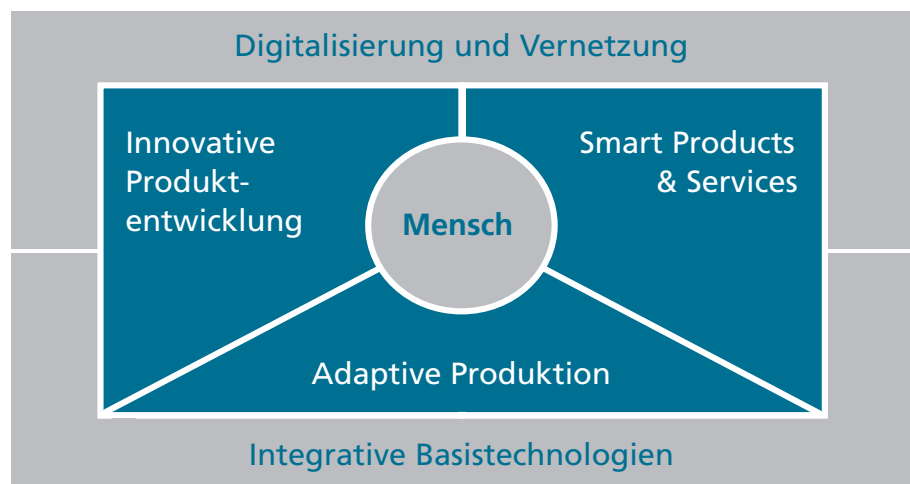 Digitalisierung und Vernetzung
Innovative
Produkt-
entwicklung
Smart Products
& Services
Mensch
Adaptive Produktion
Integrative Basistechnologien